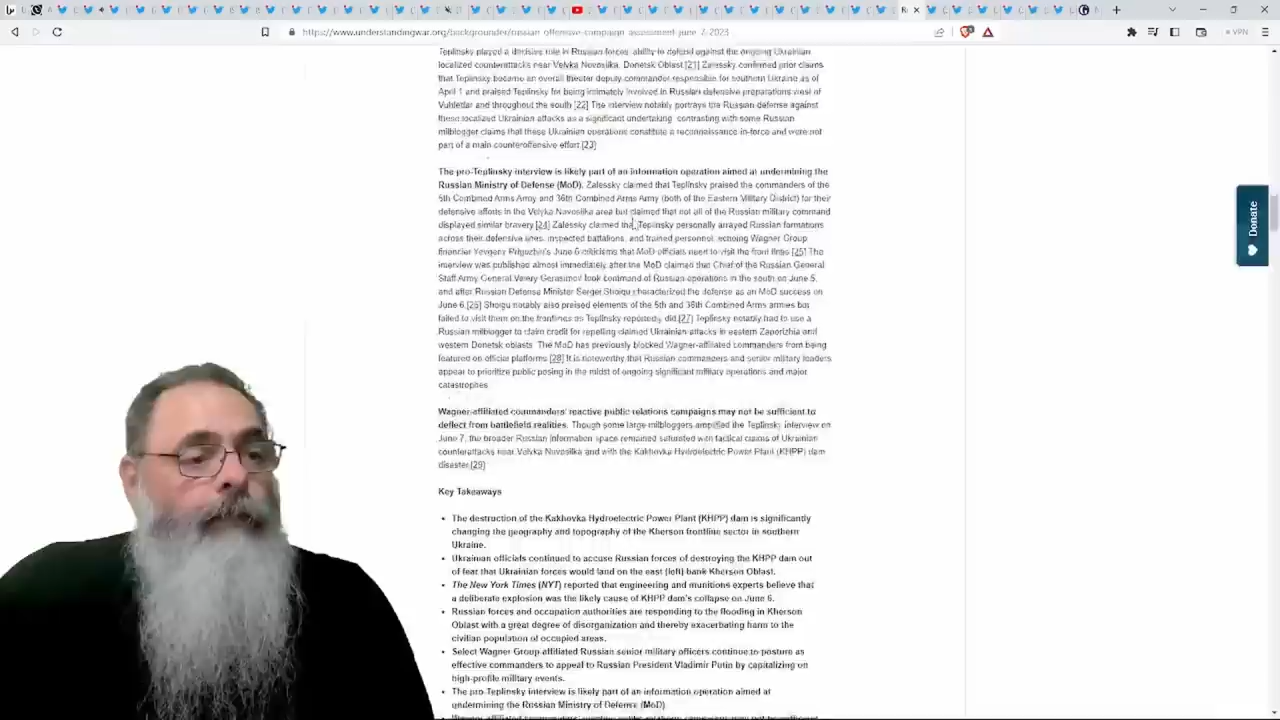 https://www.understandingwar.org/backgrounder/russian-offensive-campaign-assessment-june-7-2023
VPN
Teplinsky played a decisive role in Russian forces' ability to defend against the ongoing Ukrainian
localized counterattacks near Velyka Novosilka, Donetsk Oblast.[21] Zalessky confirmed prior claims
that Teplinsky became an overall theater deputy commander responsible for southern Ukraine as of
April 1 and praised Teplinsky for being intimately involved in Russian defensive preparations west of
Vuhledar and throughout the south.[22] The interview notably portrays the Russian defense against
these localized Ukrainian attacks as a significant undertaking, contrasting with some Russian
milblogger claims that these Ukrainian operations constitute a reconnaissance-in-force and were not
part of a main counteroffensive effort.[23]
The pro-Teplinsky interview is likely part of an information operation aimed at undermining the
Russian Ministry of Defense (MoD). Zalessky claimed that Teplinsky praised the commanders of the
5th Combined Arms Army and 36th Combined Arms Army (both of the Eastern Military District) for their
defensive efforts in the Velyka Novosilka area but claimed that not all of the Russian military command
displayed similar bravery.[24] Zalessky claimed that Teplinsky personally arrayed Russian formations
across their defensive area, inspected battalions, and trained personnel, echoing Wagner Group
financier Yevgeny Prigozhin's June 6 criticisms that MoD officials need to visit the front lines.[25] The
interview was published almost immediately after the MoD claimed that Chief of the Russian General
Staff Army General Valery Gerasimov took command of Russian operations in the south on June 5,
and after Russian Defense Minister Sergei Shoigu characterized the defense as an MoD success on
June 6.[26] Shoigu notably also praised elements of the 5th and 36th Combined Arms armies but
failed to visit them on the frontlines as Teplinsky reportedly did.[27] Teplinsky notably had to use a
Russian milblogger to claim credit for repelling claimed Ukrainian attacks in eastern Zaporizhia and
western Donetsk oblasts. The MoD has previously blocked Wagner-affiliated commanders from being
featured on official platforms.[28] It is noteworthy that Russian commanders and senior military leaders
appear to prioritize public posing in the midst of ongoing significant military operations and major
catastrophes.
Wagner-affiliated commanders' reactive public relations campaigns may not be sufficient to
deflect from battlefield realities. Though some large milbloggers amplified the Teplinsky interview on
June 7, the broader Russian information space remained saturated with tactical claims of Ukrainian
counterattacks near Velyka Novosilka and with the Kakhovka Hydroelectric Power Plant (KHPP) dam
disaster.[29]
Key Takeaways
• The destruction of the Kakhovka Hydroelectric Power Plant (KHPP) dam is significantly
changing the geography and topography of the Kherson frontline sector in southern
Ukraine.
• Ukrainian officials continued to accuse Russian forces of destroying the KHPP dam out
of fear that Ukrainian forces would land on the east (left) bank Kherson Oblast.
• The New York Times (NYT) reported that engineering and munitions experts believe that
a deliberate explosion was the likely cause of KHPP dam's collapse on June 6.
• Russian forces and occupation authorities are responding to the flooding in Kherson
Oblast with a great degree of disorganization and thereby exacerbating harm to the
civilian population of occupied areas.
• Select Wagner Group-affiliated Russian senior military officers continue to posture as
effective commanders to appeal to Russian President Vladimir Putin by capitalizing on
high-profile military events.
• The pro-Teplinsky interview is likely part of an information operation aimed at
undermining the Russian Ministry of Defense (MoD)
Donate